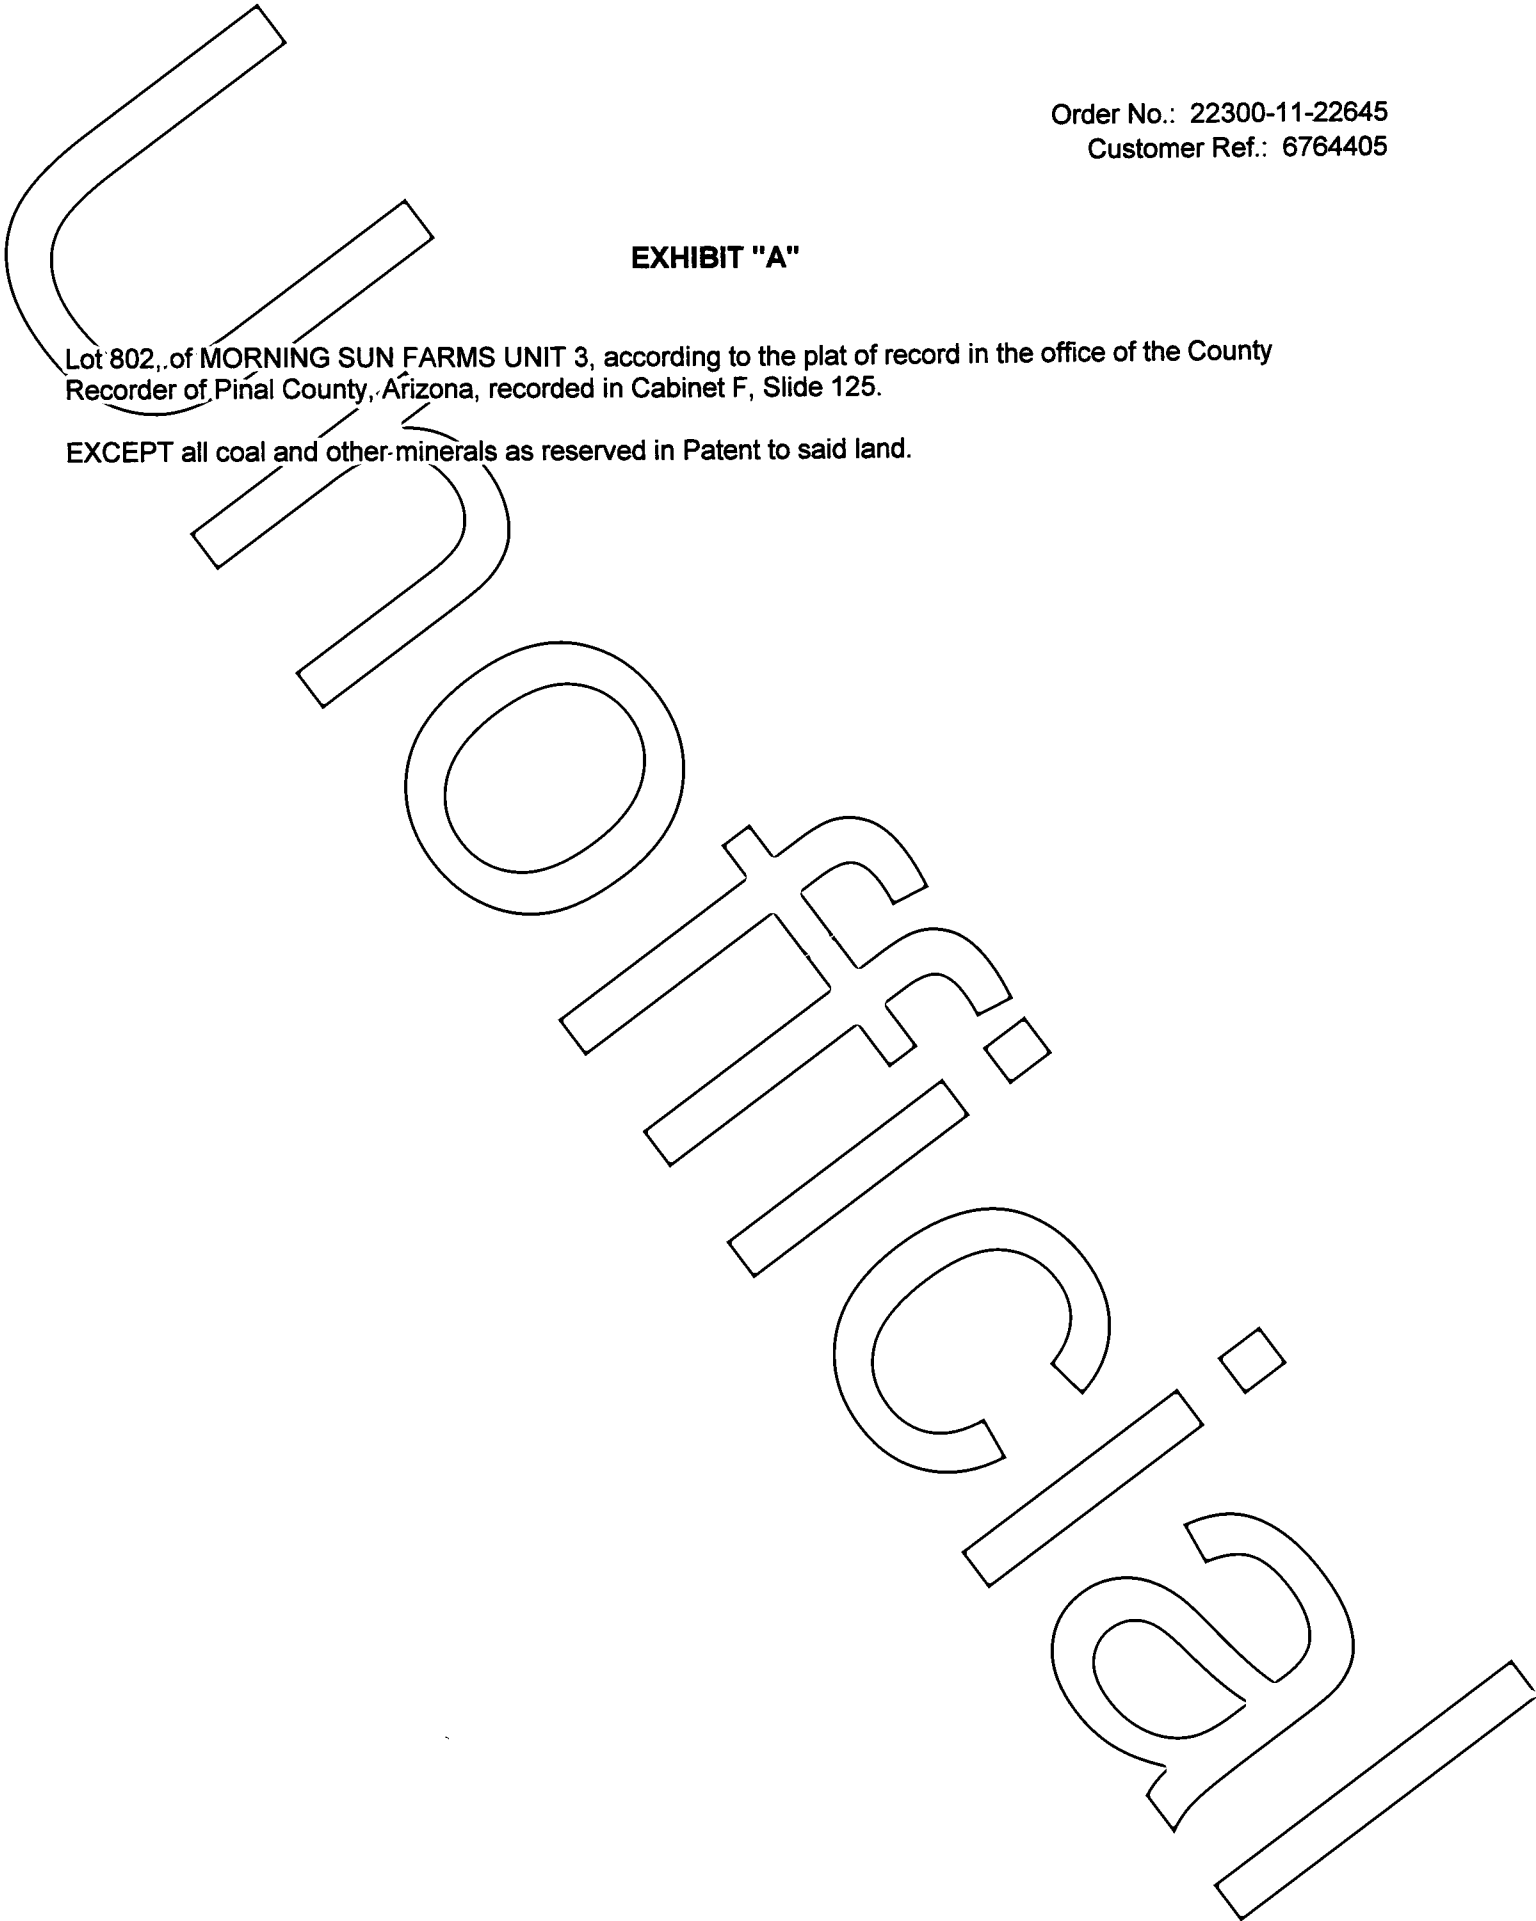 Order No.: 22300-11-22645
Customer Ref.: 6764405
EXHIBIT "A"
Lot 802, of MORNING SUN FARMS UNIT 3, according to the plat of record in the office of the County
Recorder of Pinal County, Arizona, recorded in Cabinet F, Slide 125.
EXCEPT all coal and other minerals as reserved in Patent to said land.
Unofficial